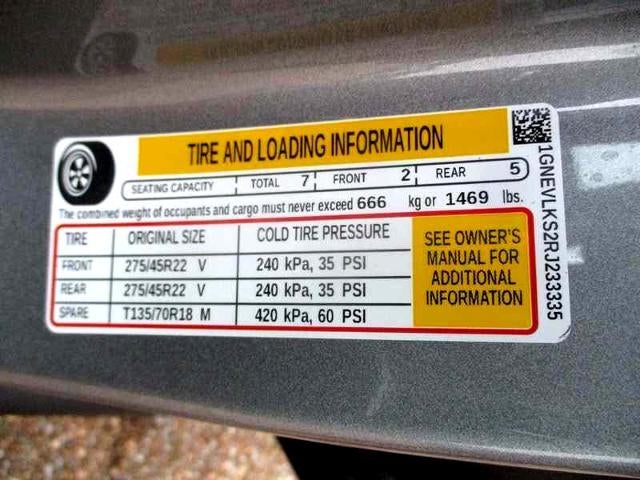 TIRE AND LOADING INFORMATION
SEATING CAPACITY TOTAL 7 FRONT 2 REAR 5
The combined weight of occupants and cargo must never exceed 666 kg or 1469 lbs.
TIRE ORIGINAL SIZE COLD TIRE PRESSURE
FRONT 275/45R22 V 240 kPa, 35 PSI
REAR 275/45R22 V 240 kPa, 35 PSI
SPARE T135/70R18 M 420 kPa, 60 PSI
SEE OWNER'S
MANUAL FOR
ADDITIONAL
INFORMATION
1GNEVLKS2RJ233335